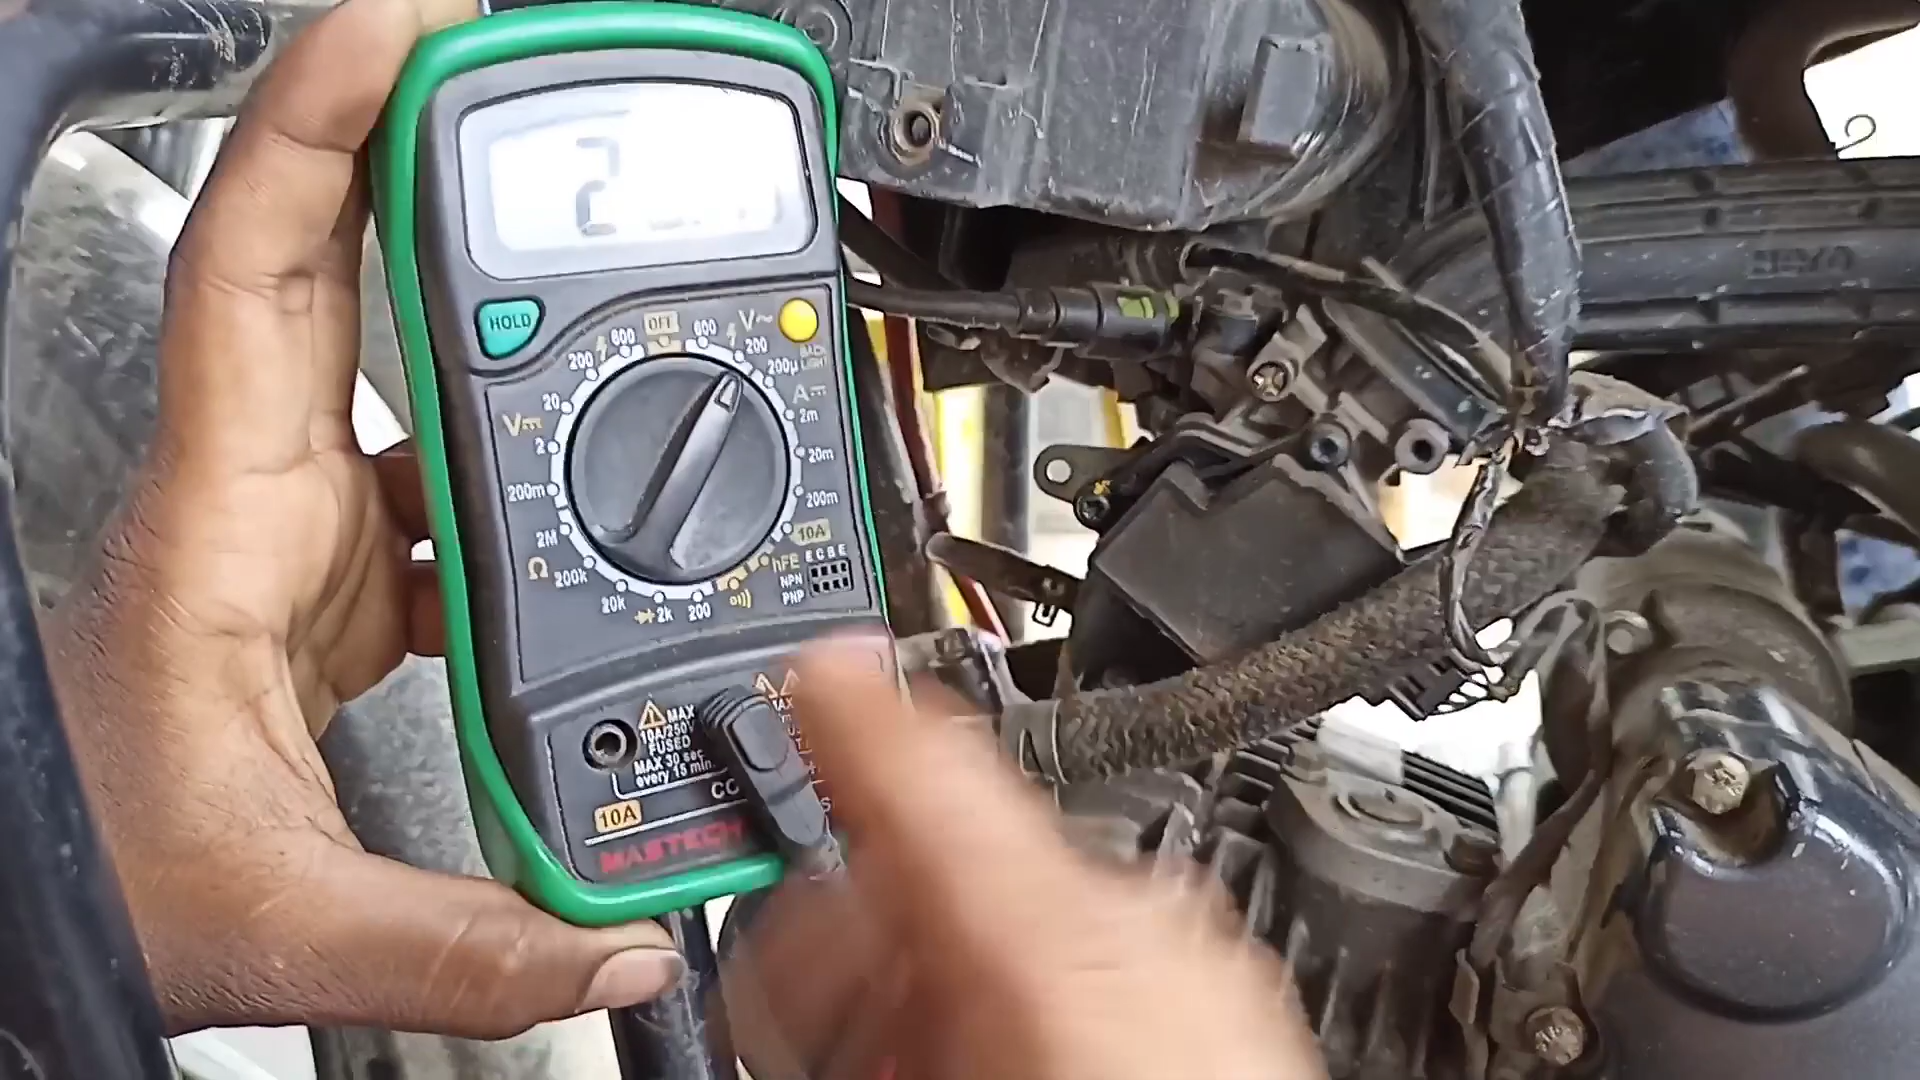 2
HOLD
OFF
600
600
V~
200
200
BACK
LIGHT
200µ
A
20
2m
V
2
20m
200m
200m
2M
10A
Ω
200k
hFE
E C B E
20k
2k
200
NPN
PNP
MAX
10A/250V
FUSED
MAX 30 sec
every 15 min.
10A
MASTECH